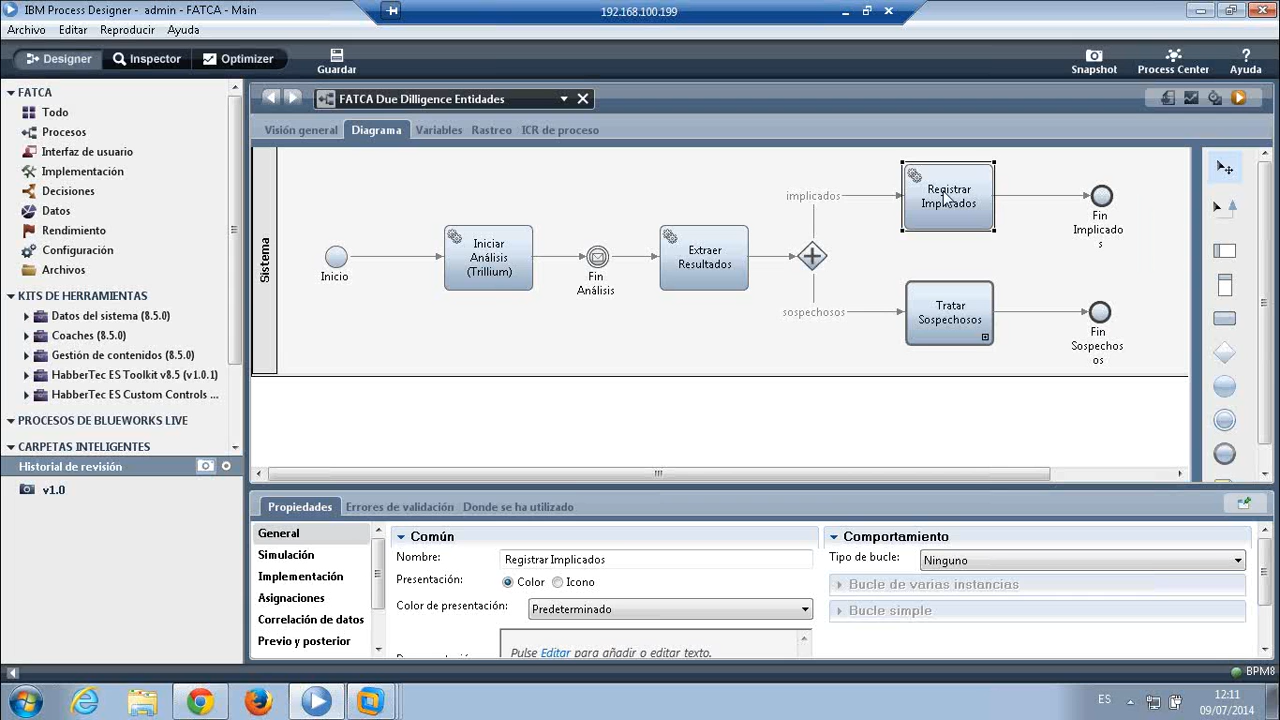 IBM Process Designer - admin - FATCA - Main
192.168.100.199
Archivo Editar Reproducir Ayuda
Designer Inspector Optimizer
Guardar
Snapshot
Process Center
Ayuda
FATCA
Todo
Procesos
Interfaz de usuario
Implementación
Decisiones
Datos
Rendimiento
Configuración
Archivos
KITS DE HERRAMIENTAS
Datos del sistema (8.5.0)
Coaches (8.5.0)
Gestión de contenidos (8.5.0)
HabberTec ES Toolkit v8.5 (v1.0.1)
HabberTec ES Custom Controls ...
PROCESOS DE BLUEWORKS LIVE
CARPETAS INTELIGENTES
Historial de revisión
v1.0
FATCA Due Dilligence Entidades
Visión general Diagrama Variables Rastreo ICR de proceso
Sistema
Inicio
Iniciar
Análisis
(Trillium)
Fin
Análisis
Extraer
Resultados
implicados
sospechosos
Registrar
Implicados
Fin
Implicado
s
Tratar
Sospechosos
Fin
Sospechos
os
Propiedades Errores de validación Donde se ha utilizado
General
Simulación
Implementación
Asignaciones
Correlación de datos
Previo y posterior
Común
Nombre: Registrar Implicados
Presentación: Color Icono
Color de presentación: Predeterminado
Pulse Editar para añadir o editar texto.
Comportamiento
Tipo de bucle: Ninguno
Bucle de varias instancias
Bucle simple
BPM8
ES
12:11
09/07/2014